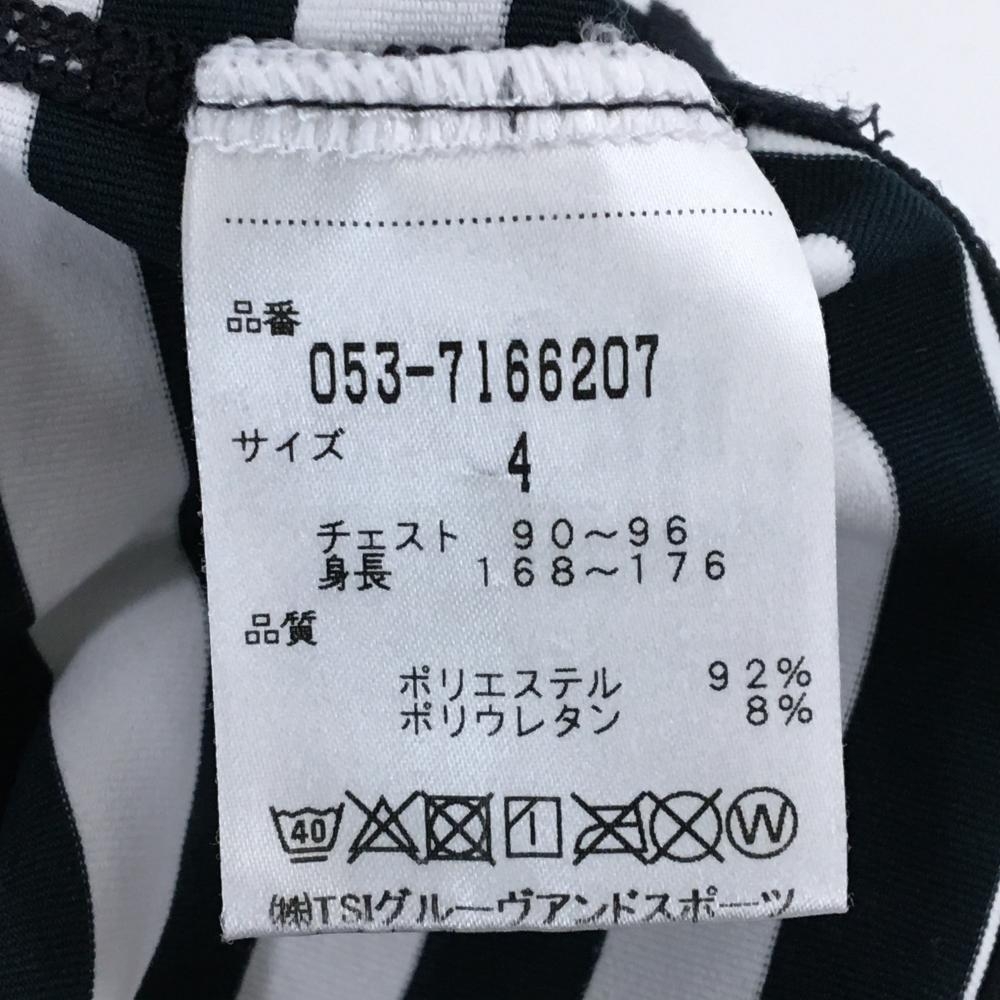 品番
053-7166207
サイズ
4
チェスト 90～96
身長 168～176
品質
ポリエステル 92%
ポリウレタン 8%
40 W
㈱TSIグルーヴアンドスポーツ